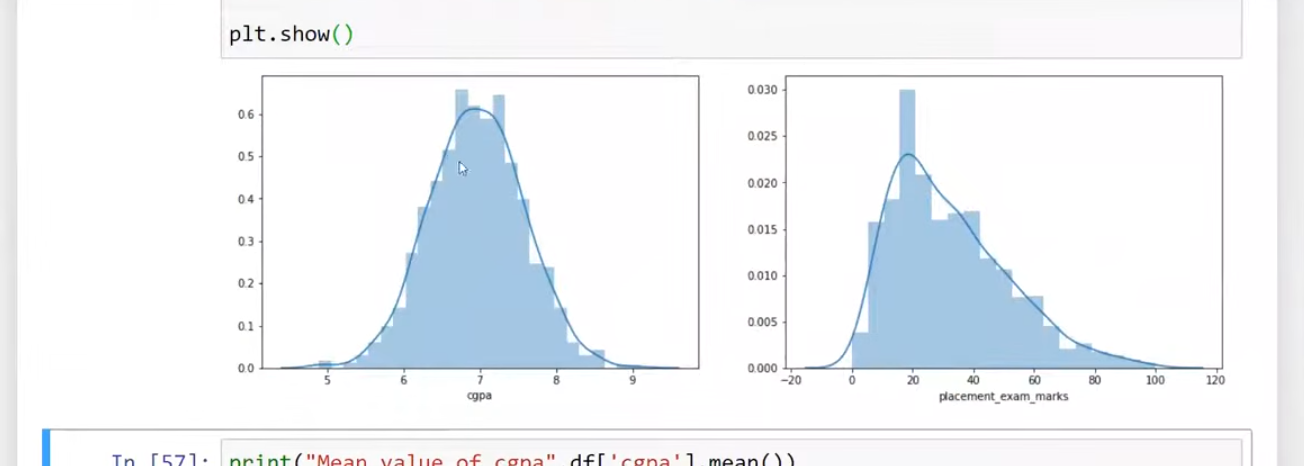 plt.show()
0.6
0.5
0.4
0.3
0.2
0.1
0.0
5 6 7 8 9
cgpa
0.030
0.025
0.020
0.015
0.010
0.005
0.000
−20 0 20 40 60 80 100 120
placement_exam_marks
In [57]: print("Mean value of cgpa",df['cgpa'].mean())